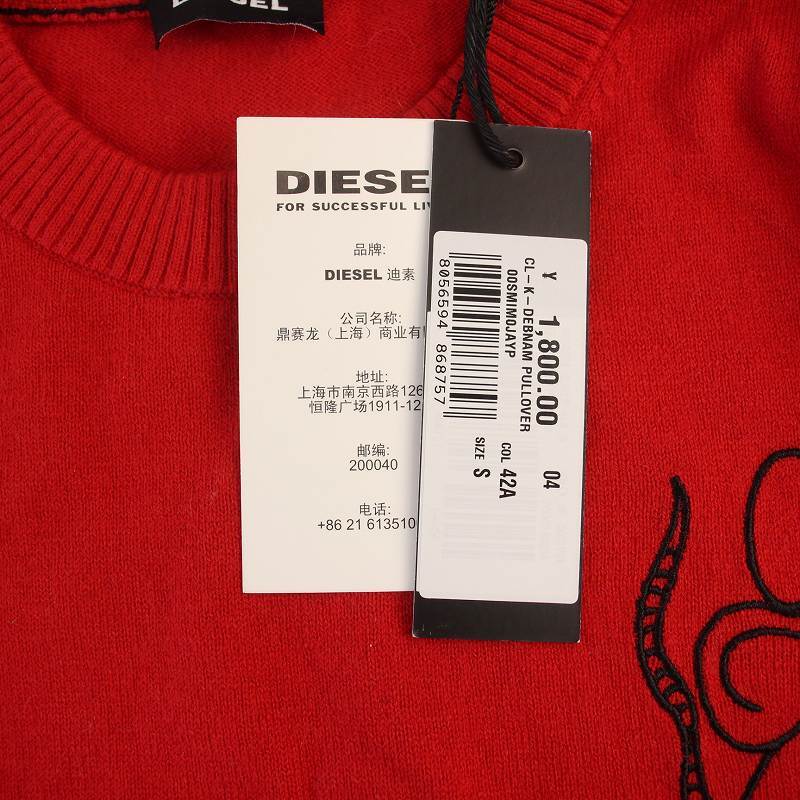 DIESEL
FOR SUCCESSFUL
品牌:
DIESEL 迪素
公司名称:
鼎赛龙（上海）商业有
地址:
上海市南京西路126
恒隆广场1911-12
邮编:
200040
电话:
+86 21 613510
¥ 1,800.00 04
CL-K-DEBNAM PULLOVER
00SMIM0JAYP
COL 42A
SIZE S
8056594 868757